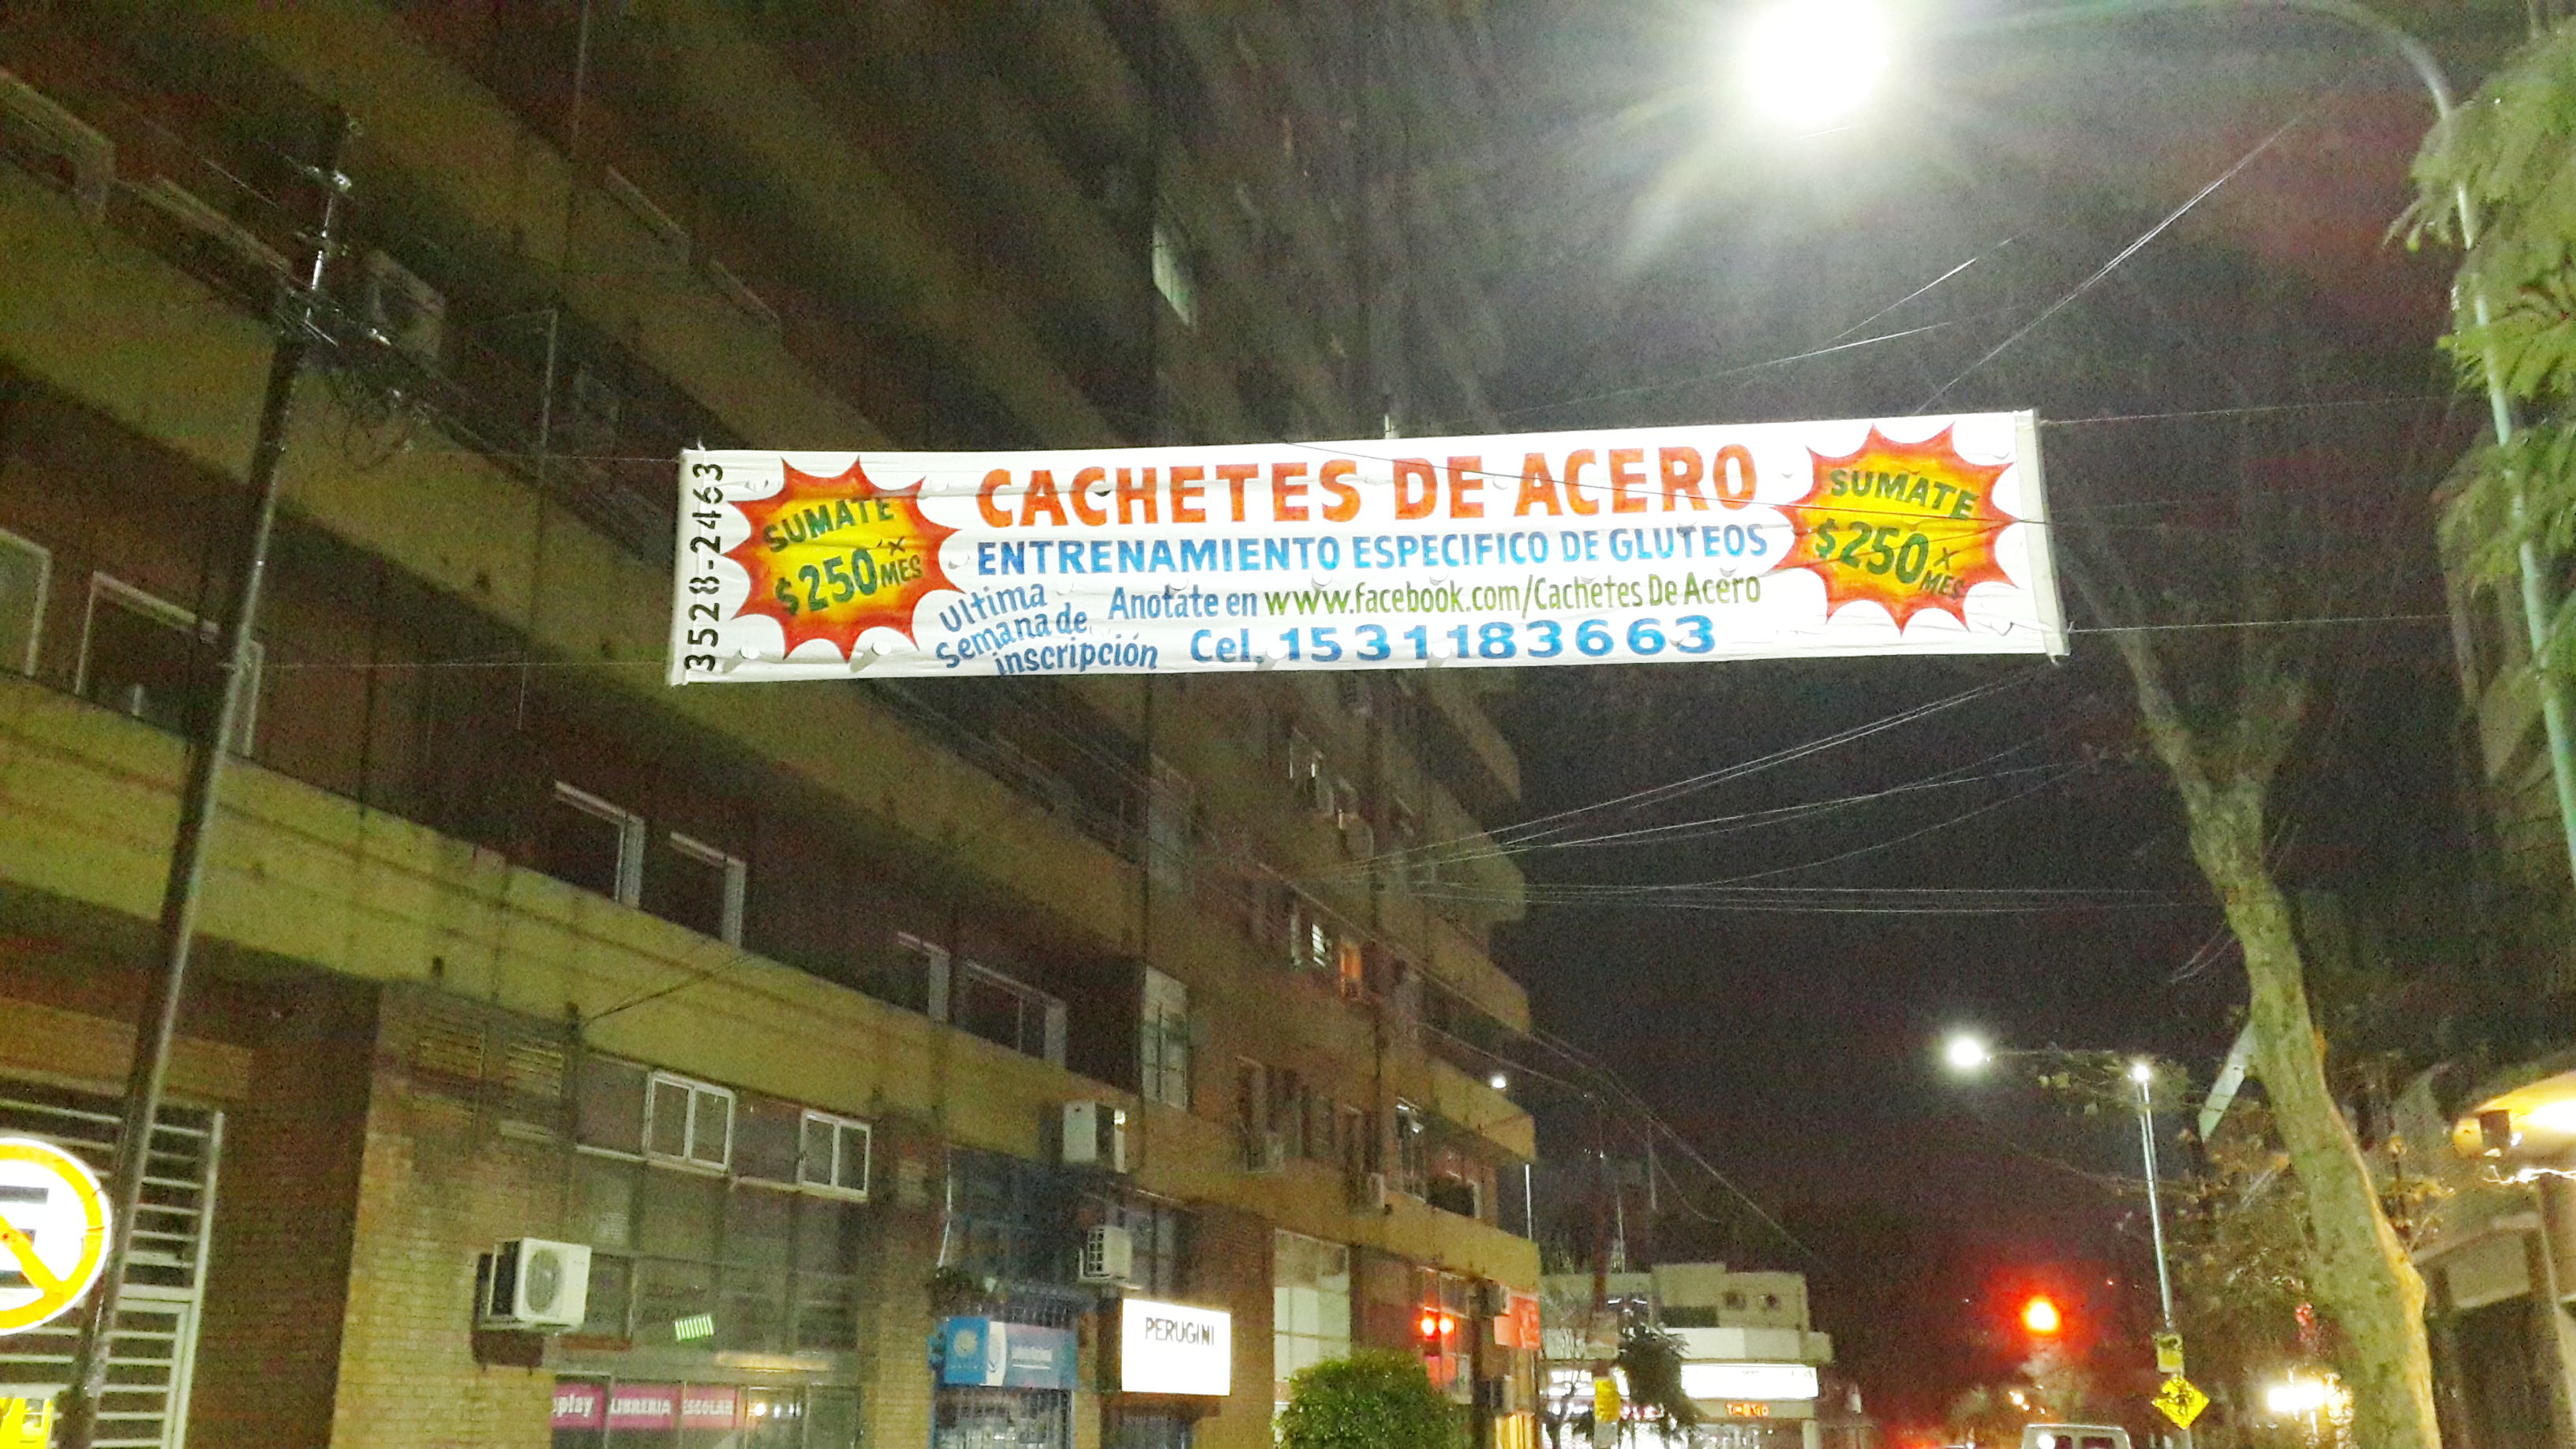 3528-2463
SUMATE
$250 x MES
CACHETES DE ACERO
ENTRENAMIENTO ESPECIFICO DE GLUTEOS
Ultima
semana de
inscripción
Anotate en www.facebook.com/Cachetes De Acero
Cel. 1531183663
SUMATE
$250 x MES
PERUGINI
play LIBRERIA ESCOLAR
E